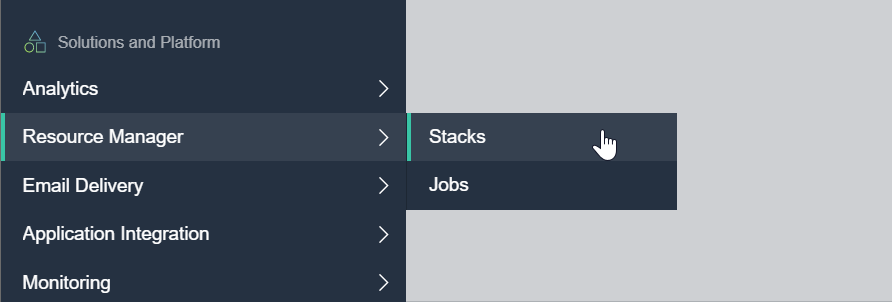 Solutions and Platform
Analytics
Resource Manager
Stacks
Jobs
Email Delivery
Application Integration
Monitoring